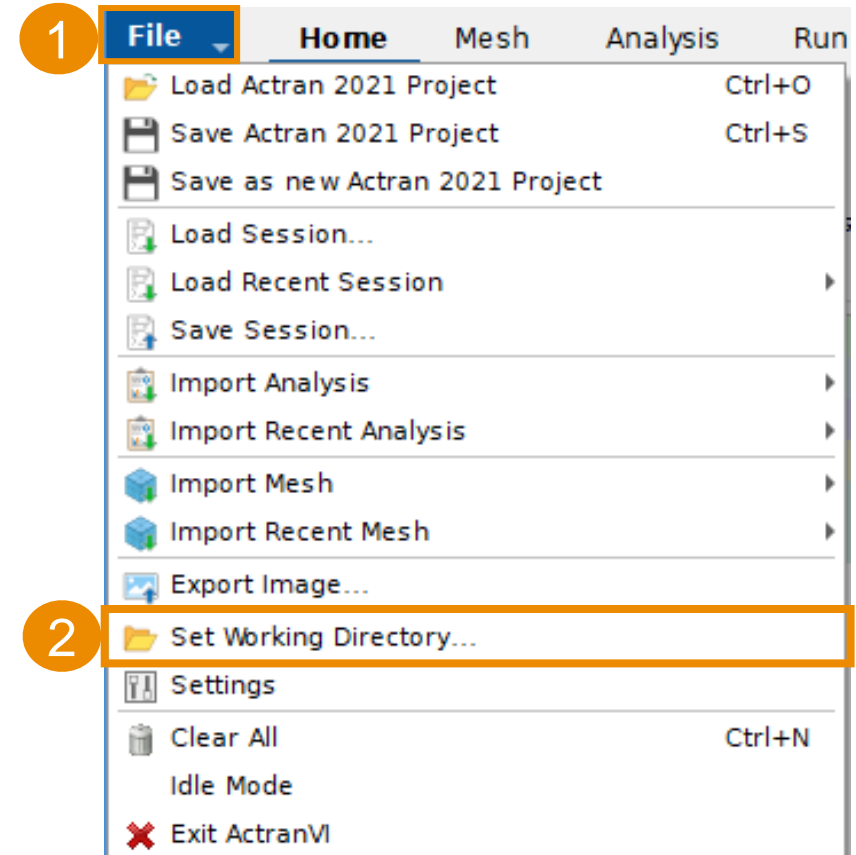 1 File Home Mesh Analysis Run
Load Actran 2021 Project Ctrl+O
Save Actran 2021 Project Ctrl+S
Save as new Actran 2021 Project
Load Session...
Load Recent Session
Save Session...
Import Analysis
Import Recent Analysis
Import Mesh
Import Recent Mesh
Export Image...
2 Set Working Directory...
Settings
Clear All Ctrl+N
Idle Mode
Exit ActranVI